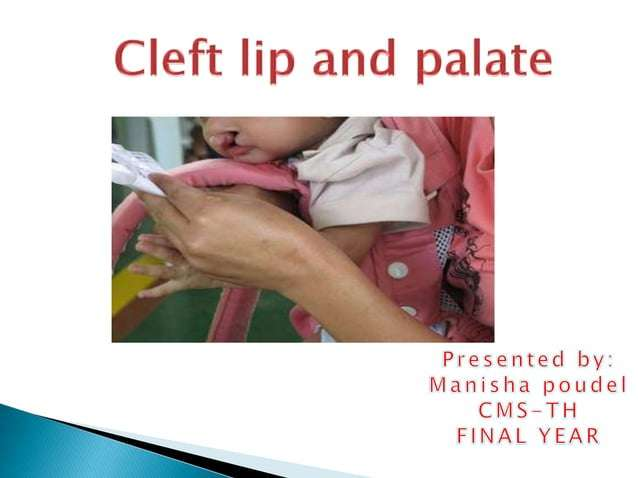 Cleft lip and palate
Presented by:
Manisha poudel
CMS-TH
FINAL YEAR